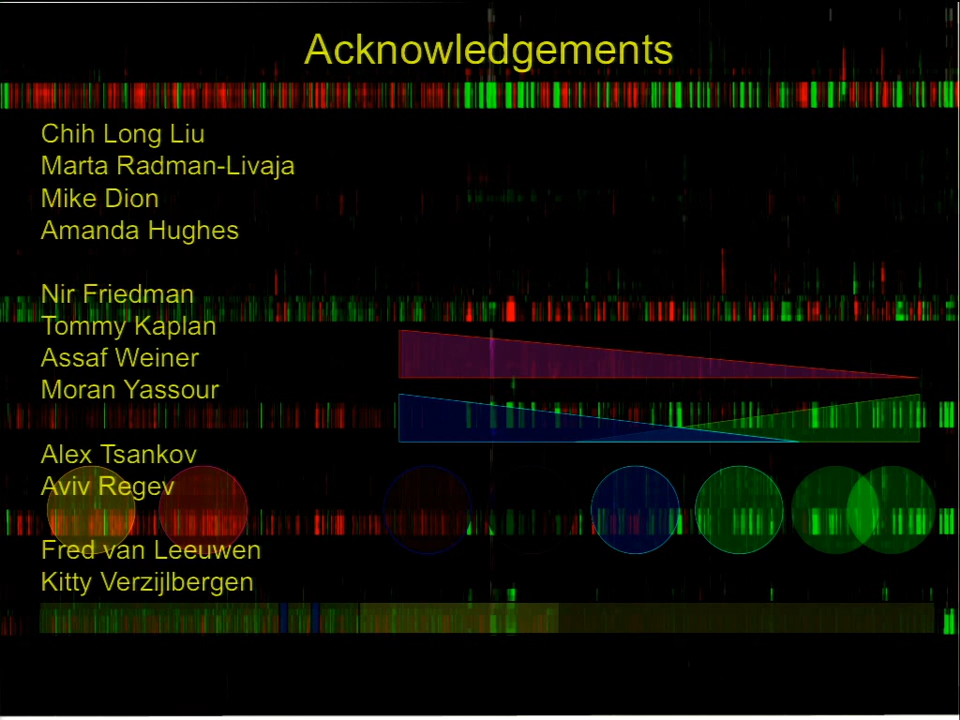 Acknowledgements
Chih Long Liu
Marta Radman-Livaja
Mike Dion
Amanda Hughes
Nir Friedman
Tommy Kaplan
Assaf Weiner
Moran Yassour
Alex Tsankov
Aviv Regev
Fred van Leeuwen
Kitty Verzijlbergen